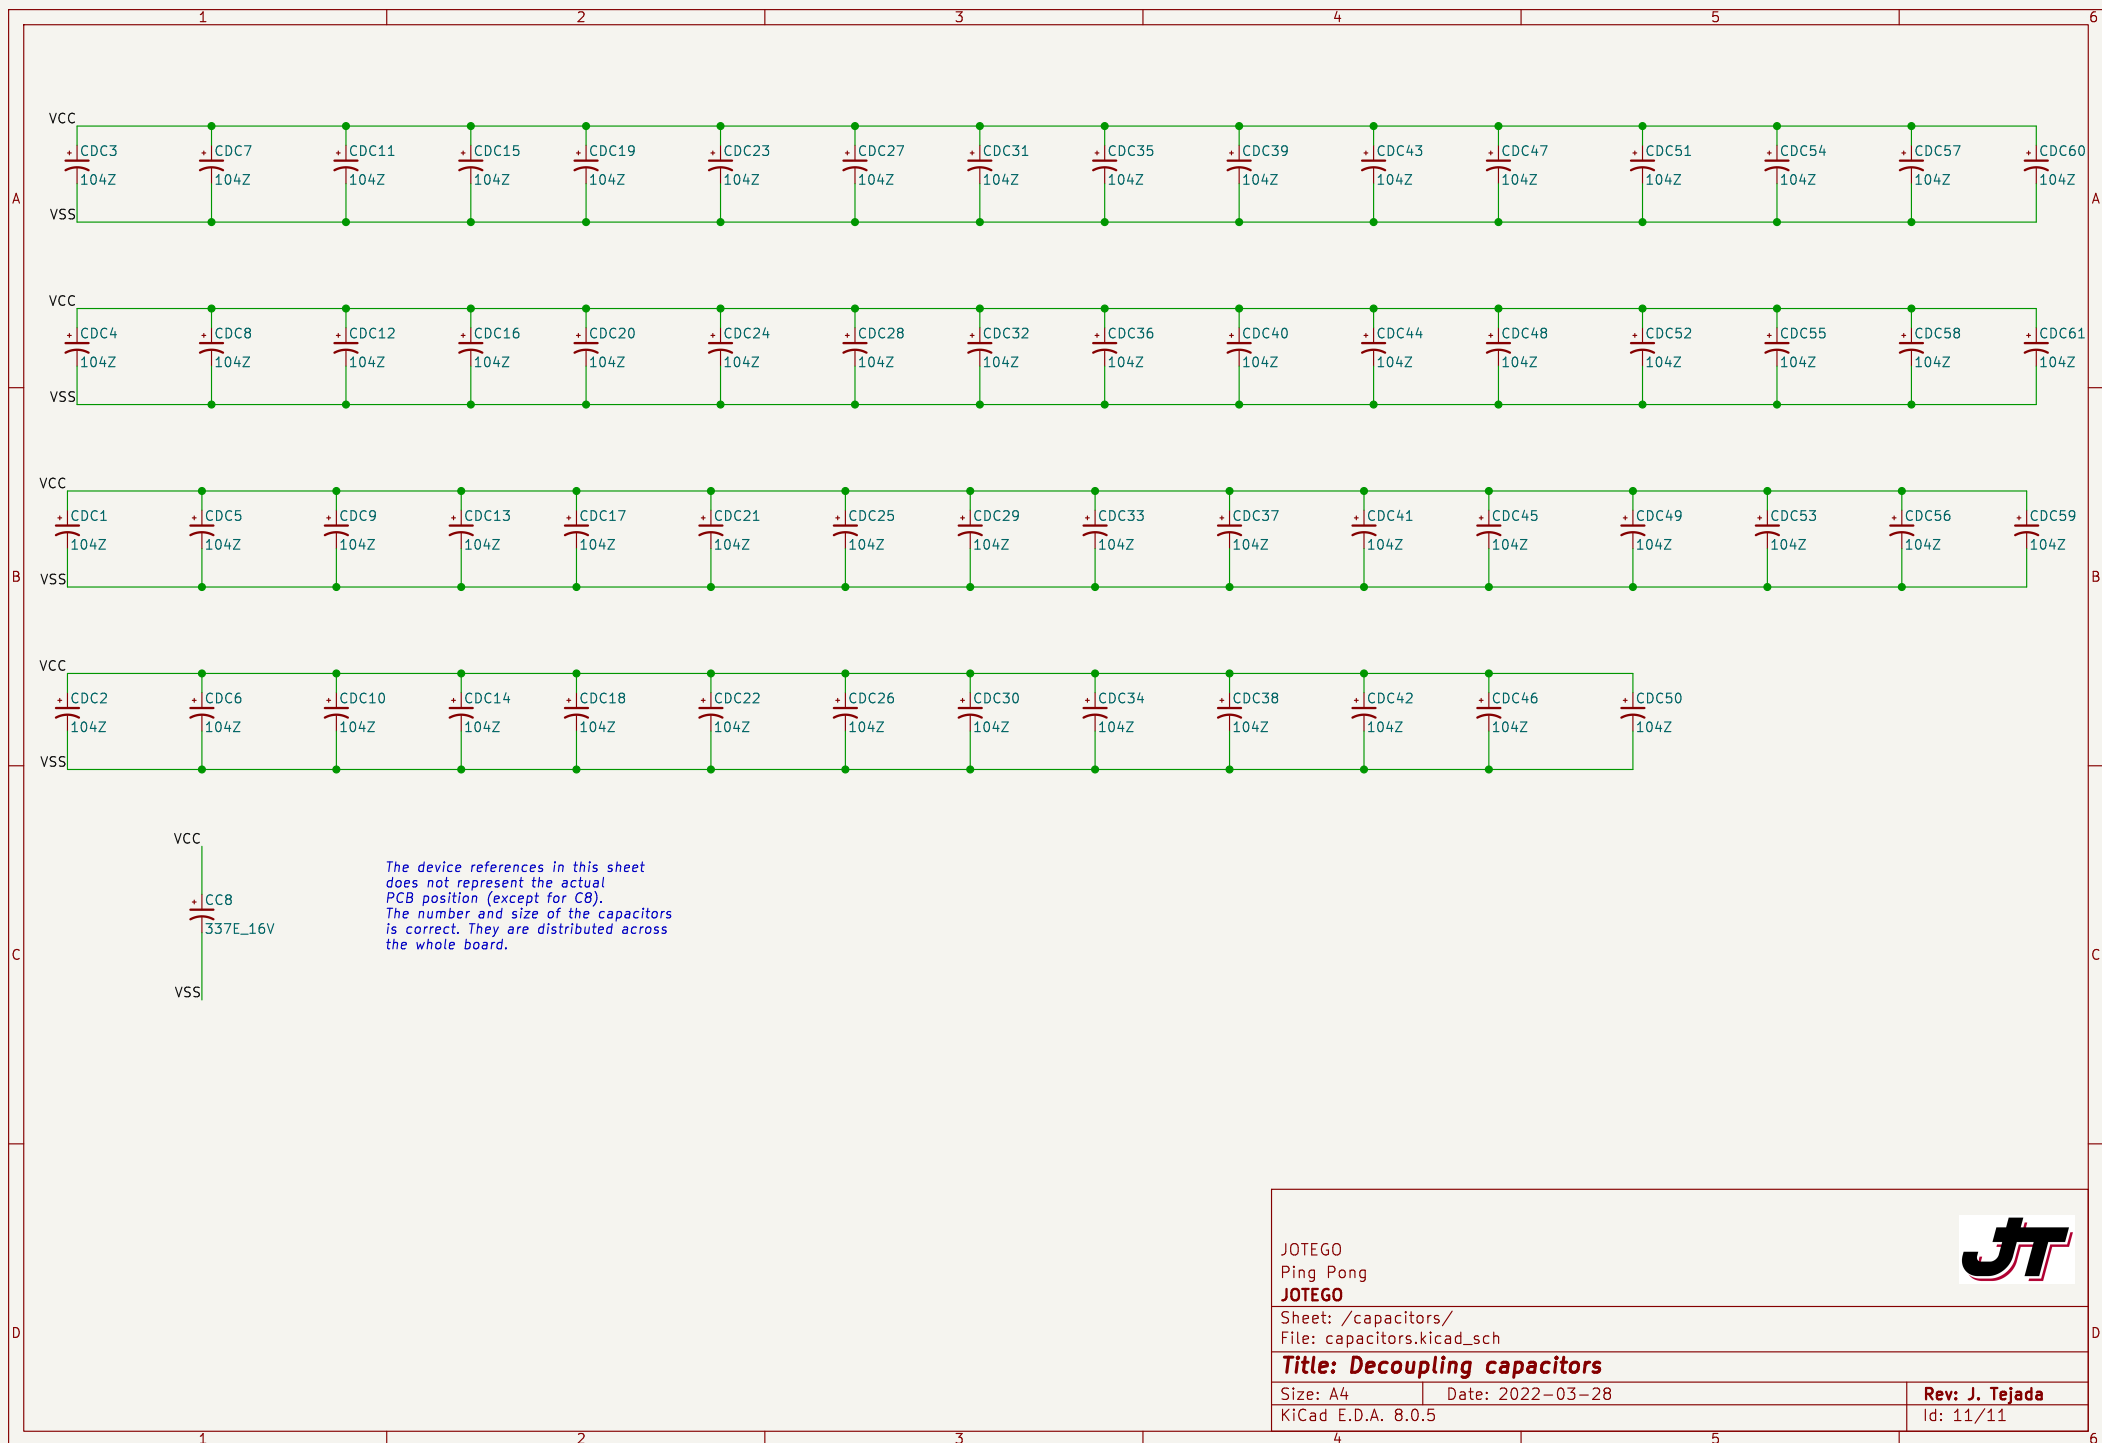 1 2 3 4 5 6
VCC
CDC3 CDC7 CDC11 CDC15 CDC19 CDC23 CDC27 CDC31 CDC35 CDC39 CDC43 CDC47 CDC51 CDC54 CDC57 CDC60
104Z 104Z 104Z 104Z 104Z 104Z 104Z 104Z 104Z 104Z 104Z 104Z 104Z 104Z 104Z 104Z
A A
VSS
VCC
CDC4 CDC8 CDC12 CDC16 CDC20 CDC24 CDC28 CDC32 CDC36 CDC40 CDC44 CDC48 CDC52 CDC55 CDC58 CDC61
104Z 104Z 104Z 104Z 104Z 104Z 104Z 104Z 104Z 104Z 104Z 104Z 104Z 104Z 104Z 104Z
VSS
VCC
CDC1 CDC5 CDC9 CDC13 CDC17 CDC21 CDC25 CDC29 CDC33 CDC37 CDC41 CDC45 CDC49 CDC53 CDC56 CDC59
104Z 104Z 104Z 104Z 104Z 104Z 104Z 104Z 104Z 104Z 104Z 104Z 104Z 104Z 104Z 104Z
B B
VSS
VCC
CDC2 CDC6 CDC10 CDC14 CDC18 CDC22 CDC26 CDC30 CDC34 CDC38 CDC42 CDC46 CDC50
104Z 104Z 104Z 104Z 104Z 104Z 104Z 104Z 104Z 104Z 104Z 104Z 104Z
VSS
VCC
CC8
337E_16V
VSS
The device references in this sheet
does not represent the actual
PCB position (except for C8).
The number and size of the capacitors
is correct. They are distributed across
the whole board.
C C
JT
JOTEGO
Ping Pong
JOTEGO
Sheet: /capacitors/
File: capacitors.kicad_sch
D D
Title: Decoupling capacitors
Size: A4 Date: 2022-03-28 Rev: J. Tejada
KiCad E.D.A. 8.0.5 Id: 11/11
1 2 3 4 5 6